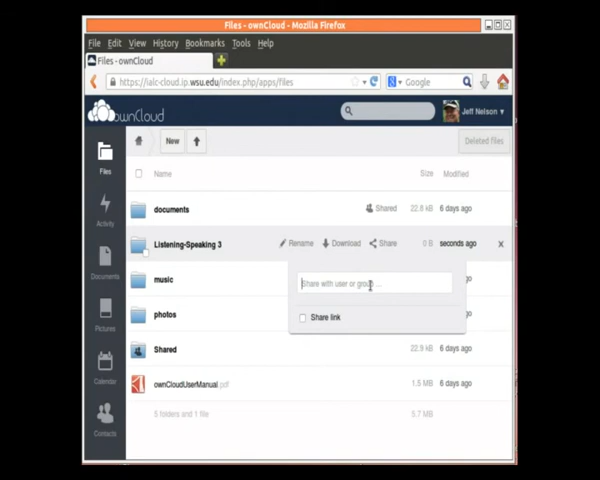 Files - ownCloud - Mozilla Firefox
File Edit View History Bookmarks Tools Help
Files - ownCloud
https://ialc-cloud.ip.wsu.edu/index.php/apps/files
Google
ownCloud
Jeff Nelson
Files
New
Deleted files
Name Size Modified
Activity
documents Shared 22.8 kB 6 days ago
Listening-Speaking 3 Rename Download Share 0 B seconds ago x
Documents
music
Share with user or group ...
go
Pictures
photos
Share link
go
Shared 22.9 kB 6 days ago
Calendar
ownCloudUserManual.pdf 1.5 MB 6 days ago
Contacts
5 folders and 1 file 5.7 MB